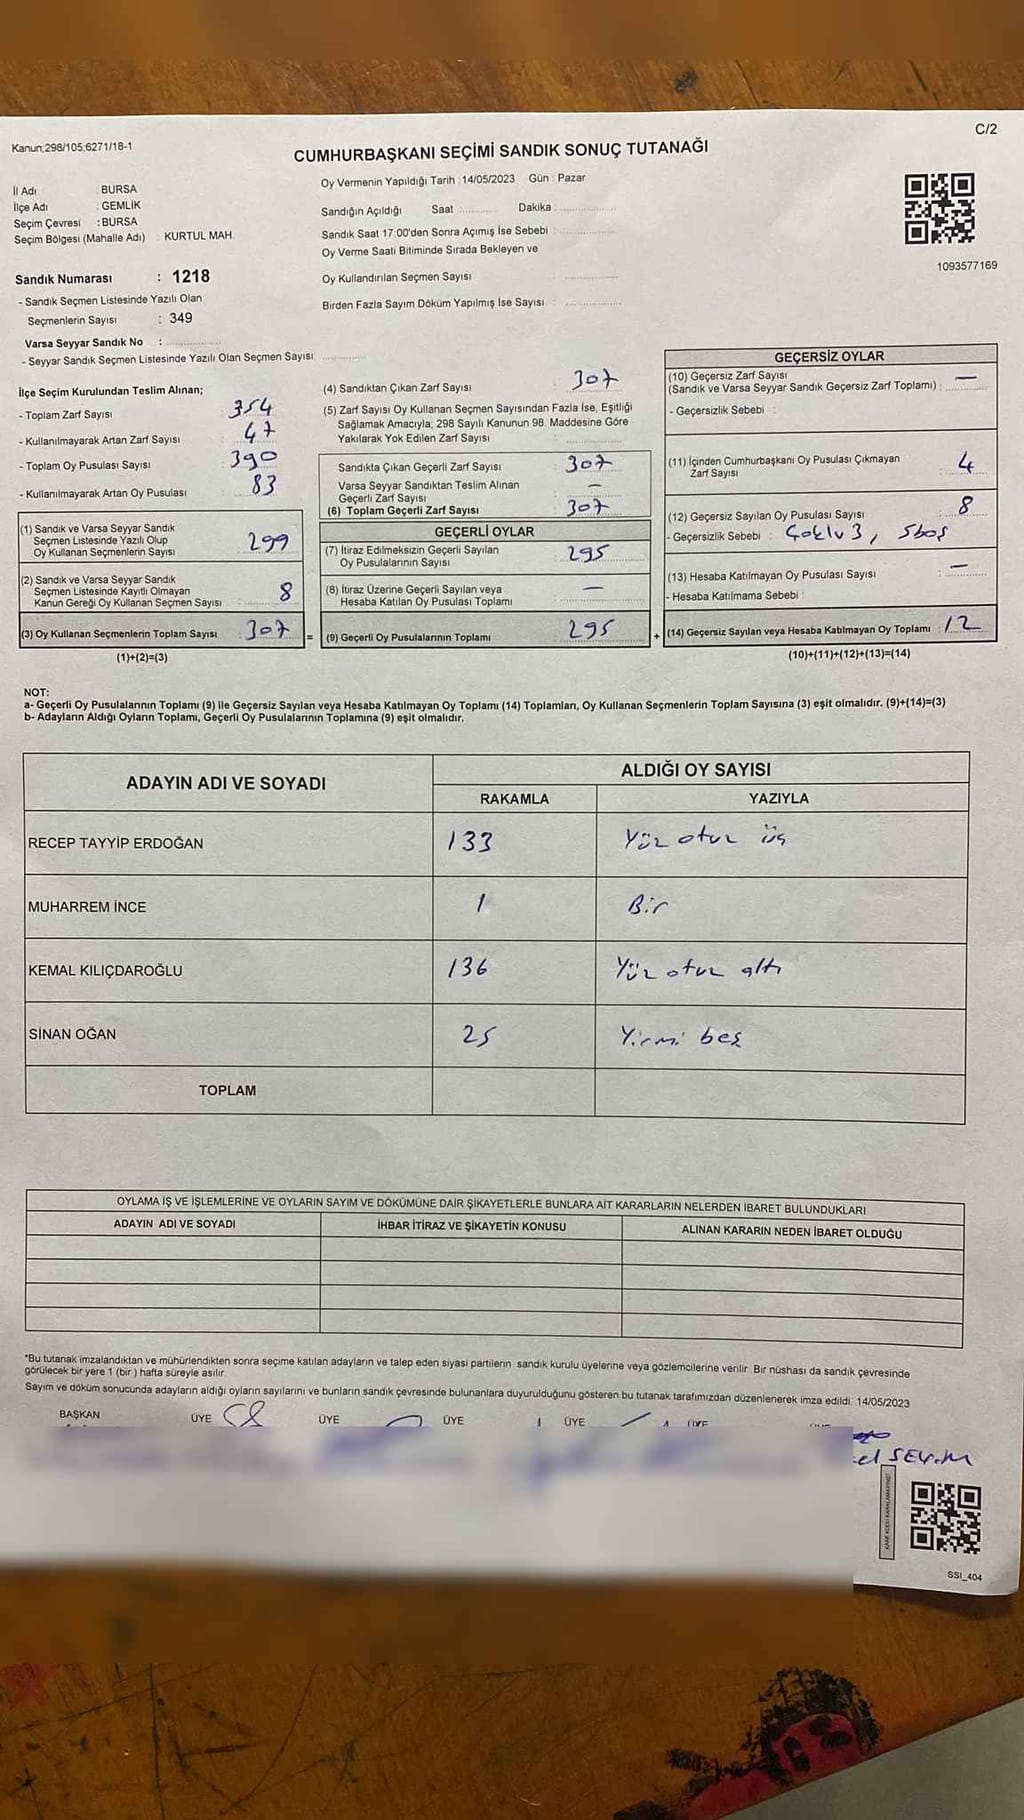 C/2
Kanun;298/105;6271/18-1
CUMHURBAŞKANI SEÇİMİ SANDIK SONUÇ TUTANAĞI
İl Adı : BURSA
İlçe Adı : GEMLİK
Seçim Çevresi : BURSA
Seçim Bölgesi (Mahalle Adı) : KURTUL MAH.
Oy Vermenin Yapıldığı Tarih :14/05/2023 Gün : Pazar
Sandığın Açıldığı Saat : Dakika :
Sandık Saat 17:00'den Sonra Açımış İse Sebebi :
Oy Verme Saati Bitiminde Sırada Bekleyen ve
Oy Kullandırılan Seçmen Sayısı :
Birden Fazla Sayım Döküm Yapılmış İse Sayısı :
1093577169
Sandık Numarası : 1218
- Sandık Seçmen Listesinde Yazılı Olan
Seçmenlerin Sayısı : 349
Varsa Seyyar Sandık No :
- Seyyar Sandık Seçmen Listesinde Yazılı Olan Seçmen Sayısı
İlçe Seçim Kurulundan Teslim Alınan;
- Toplam Zarf Sayısı : 354
- Kullanılmayarak Artan Zarf Sayısı : 47
- Toplam Oy Pusulası Sayısı : 390
- Kullanılmayarak Artan Oy Pusulası : 83
(1) Sandık ve Varsa Seyyar Sandık
Seçmen Listesinde Yazılı Olup
Oy Kullanan Seçmenlerin Sayısı : 299
(2) Sandık ve Varsa Seyyar Sandık
Seçmen Listesinde Kayıtlı Olmayan
Kanun Gereği Oy Kullanan Seçmen Sayısı : 8
(3) Oy Kullanan Seçmenlerin Toplam Sayısı : 307 =
(1)+(2)=(3)
(4) Sandıktan Çıkan Zarf Sayısı : 307
(5) Zarf Sayısı Oy Kullanan Seçmen Sayısından Fazla İse, Eşitliği
Sağlamak Amacıyla; 298 Sayılı Kanunun 98. Maddesine Göre
Yakılarak Yok Edilen Zarf Sayısı :
Sandıkta Çıkan Geçerli Zarf Sayısı : 307
Varsa Seyyar Sandıktan Teslim Alınan
Geçerli Zarf Sayısı : –
(6) Toplam Geçerli Zarf Sayısı : 307
GEÇERLİ OYLAR
(7) İtiraz Edilmeksizin Geçerli Sayılan
Oy Pusulalarının Sayısı : 295
(8) İtiraz Üzerine Geçerli Sayılan veya
Hesaba Katılan Oy Pusulası Toplamı : –
(9) Geçerli Oy Pusulalarının Toplamı : 295 +
GEÇERSİZ OYLAR
(10) Geçersiz Zarf Sayısı
(Sandık ve Varsa Seyyar Sandık Geçersiz Zarf Toplamı) : –
- Geçersizlik Sebebi :
(11) İçinden Cumhurbaşkanı Oy Pusulası Çıkmayan
Zarf Sayısı : 4
(12) Geçersiz Sayılan Oy Pusulası Sayısı : 8
- Geçersizlik Sebebi : Çoklu 3, 5 boş
(13) Hesaba Katılmayan Oy Pusulası Sayısı : –
- Hesaba Katılmama Sebebi :
(14) Geçersiz Sayılan veya Hesaba Katılmayan Oy Toplamı : 12
(10)+(11)+(12)+(13)=(14)
NOT:
a- Geçerli Oy Pusulalarının Toplamı (9) ile Geçersiz Sayılan veya Hesaba Katılmayan Oy Toplamı (14) Toplamları, Oy Kullanan Seçmenlerin Toplam Sayısına (3) eşit olmalıdır. (9)+(14)=(3)
b- Adayların Aldığı Oyların Toplamı, Geçerli Oy Pusulalarının Toplamına (9) eşit olmalıdır.
ADAYIN ADI VE SOYADI ALDIĞI OY SAYISI
RAKAMLA YAZIYLA
RECEP TAYYİP ERDOĞAN 133 Yüz otuz üç
MUHARREM İNCE 1 Bir
KEMAL KILIÇDAROĞLU 136 Yüz otuz altı
SİNAN OĞAN 25 Yirmi beş
TOPLAM
OYLAMA İŞ VE İŞLEMLERİNE VE OYLARIN SAYIM VE DÖKÜMÜNE DAİR ŞİKAYETLERLE BUNLARA AİT KARARLARIN NELERDEN İBARET BULUNDUKLARI
ADAYIN ADI VE SOYADI İHBAR İTİRAZ VE ŞİKAYETİN KONUSU ALINAN KARARIN NEDEN İBARET OLDUĞU
*Bu tutanak imzalandıktan ve mühürlendikten sonra seçime katılan adayların ve talep eden siyasi partilerin sandık kurulu üyelerine veya gözlemcilerine verilir. Bir nüshası da sandık çevresinde
görülecek bir yere 1 (bir ) hafta süreyle asılır.
Sayım ve döküm sonucunda adayların aldığı oyların sayılarını ve bunların sandık çevresinde bulunanlara duyurulduğunu gösteren bu tutanak tarafımızdan düzenlenerek imza edildi. 14/05/2023
BAŞKAN ÜYE ÜYE ÜYE ÜYE ÜYE
SSI_404